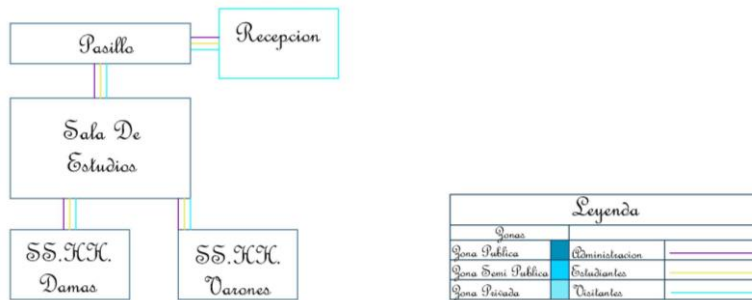 Pasillo
Recepcion
Sala De
Estudios
SS.HH.
Damas
SS.HH.
Varones
Leyenda
Zonas
Zona Publica Administracion
Zona Semi Publica Estudiantes
Zona Privada Visitantes